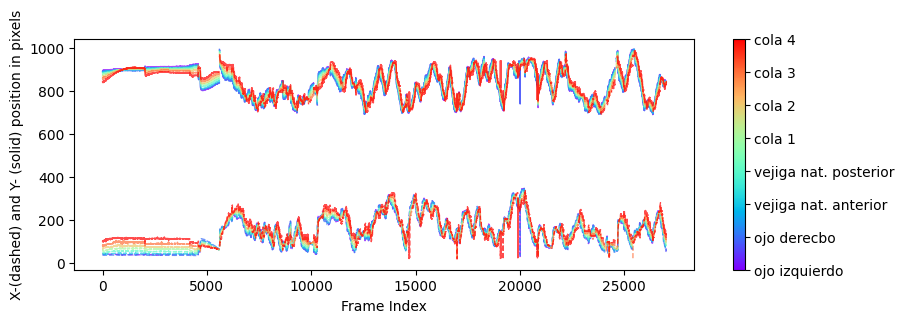 X-(dashed) and Y- (solid) position in pixels
1000
800
600
400
200
0
0 5000 10000 15000 20000 25000
Frame Index
cola 4
cola 3
cola 2
cola 1
vejiga nat. posterior
vejiga nat. anterior
ojo derecbo
ojo izquierdo